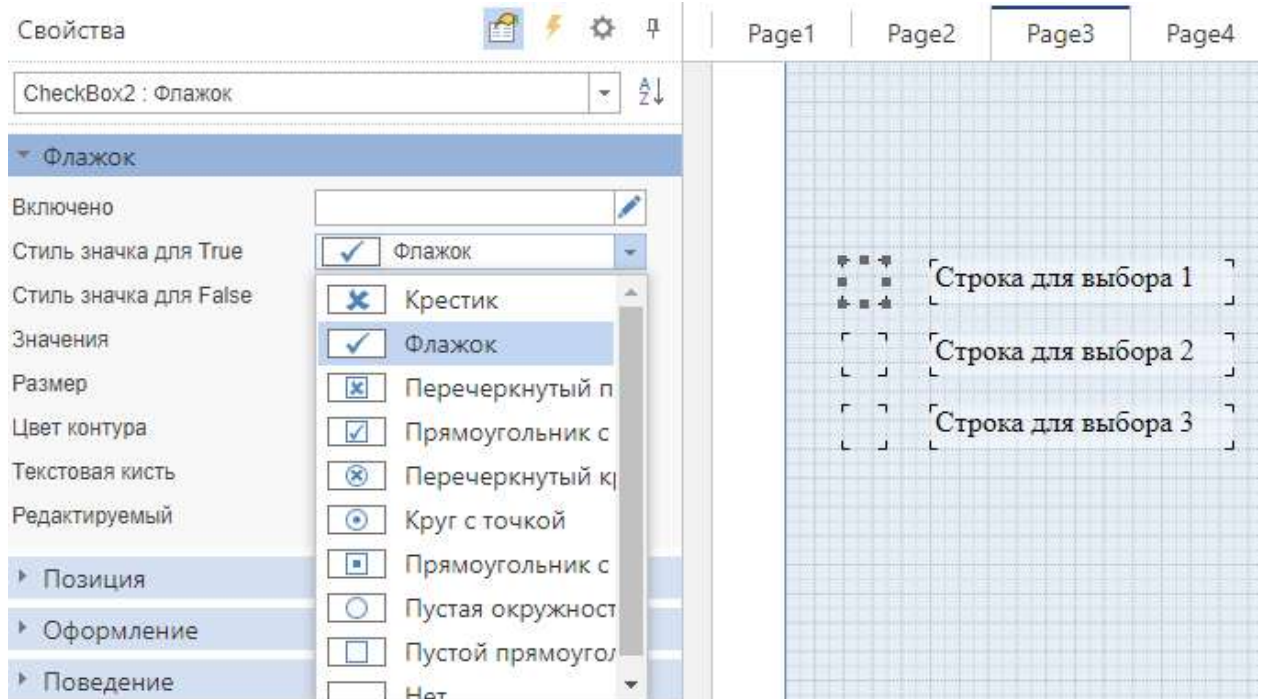 Свойства
CheckBox2 : Флажок
Флажок
Включено
Стиль значка для True
Флажок
Стиль значка для False
Значения
Размер
Цвет контура
Текстовая кисть
Редактируемый
Крестик
Флажок
Перечеркнутый п
Прямоугольник с
Перечеркнутый к
Круг с точкой
Прямоугольник с
Пустая окружност
Пустой прямоугол
Нет
Позиция
Оформление
Поведение
Page1 Page2 Page3 Page4
Строка для выбора 1
Строка для выбора 2
Строка для выбора 3